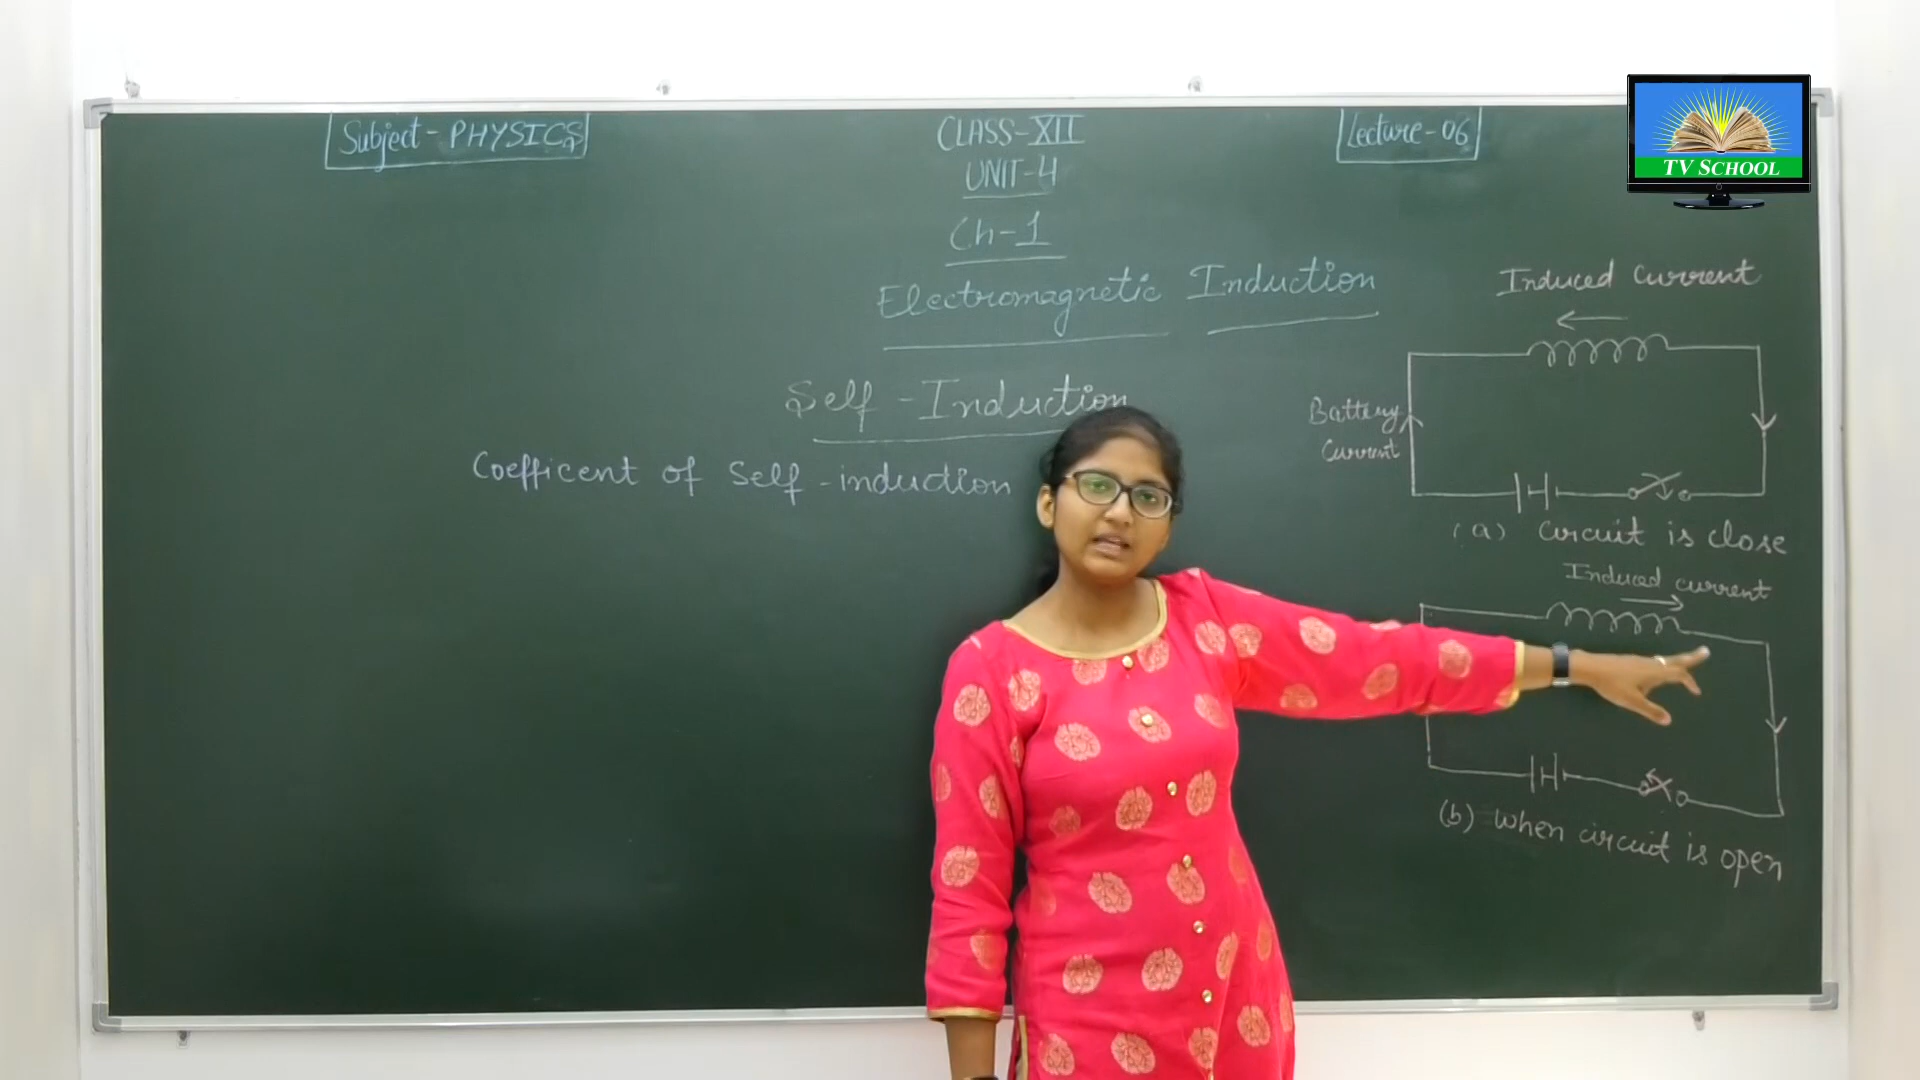 Subject - PHYSICS
CLASS-XII
Lecture-06
UNIT-4
Ch-1
Electromagnetic Induction
Self - Induction
Coefficent of Self - induction
Induced Current
Battery
Current
(a) Circuit is close
Induced current
(b) When circuit is open
TV SCHOOL